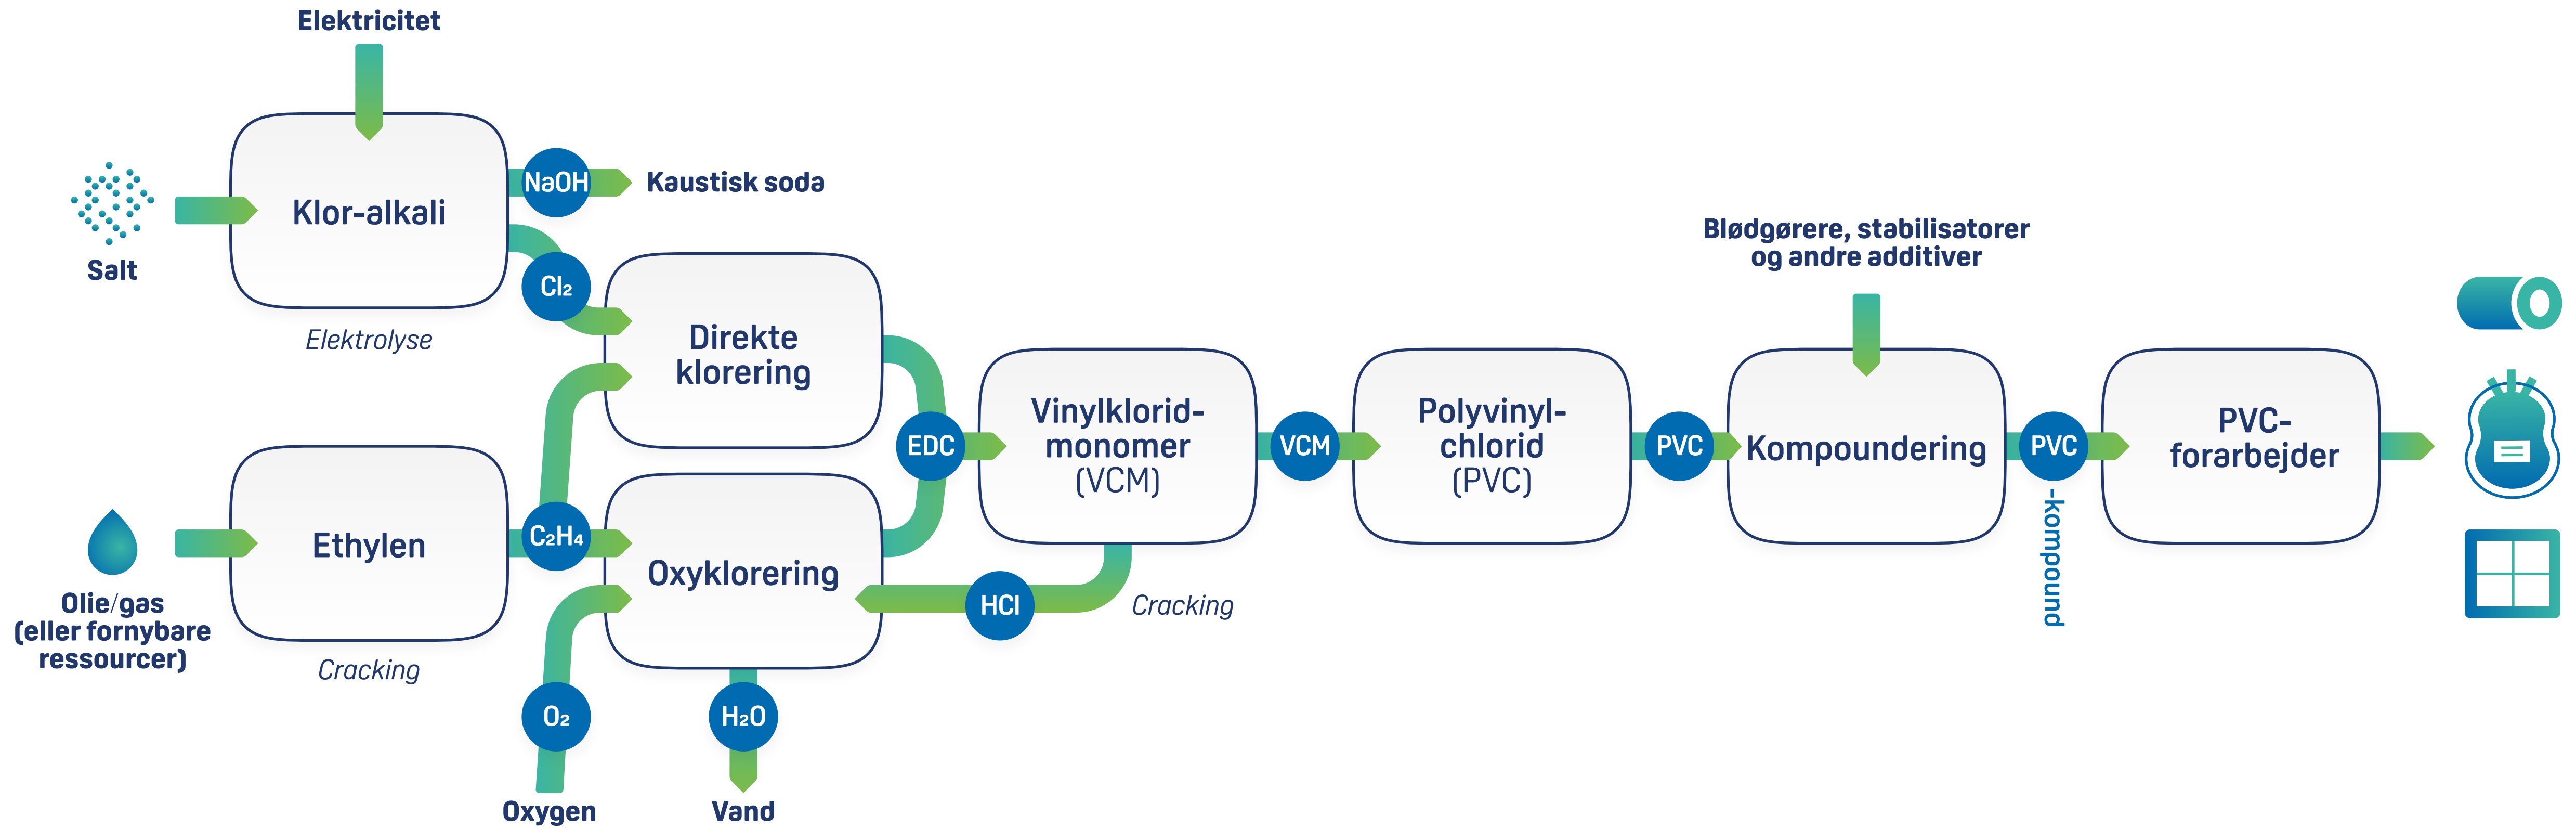 Elektricitet
Klor-alkali
Salt
Elektrolyse
NaOH
Kaustisk soda
Cl₂
Direkte
klorering
Olie/gas
(eller fornybare
ressourcer)
Ethylen
Cracking
C₂H₄
Oxyklorering
O₂
Oxygen
H₂O
Vand
EDC
Vinylklorid-
monomer
(VCM)
HCl
Cracking
VCM
Polyvinyl-
chlorid
(PVC)
PVC
Blødgørere, stabilisatorer
og andre additiver
Kompoundering
PVC
-kompound
PVC-
forarbejder